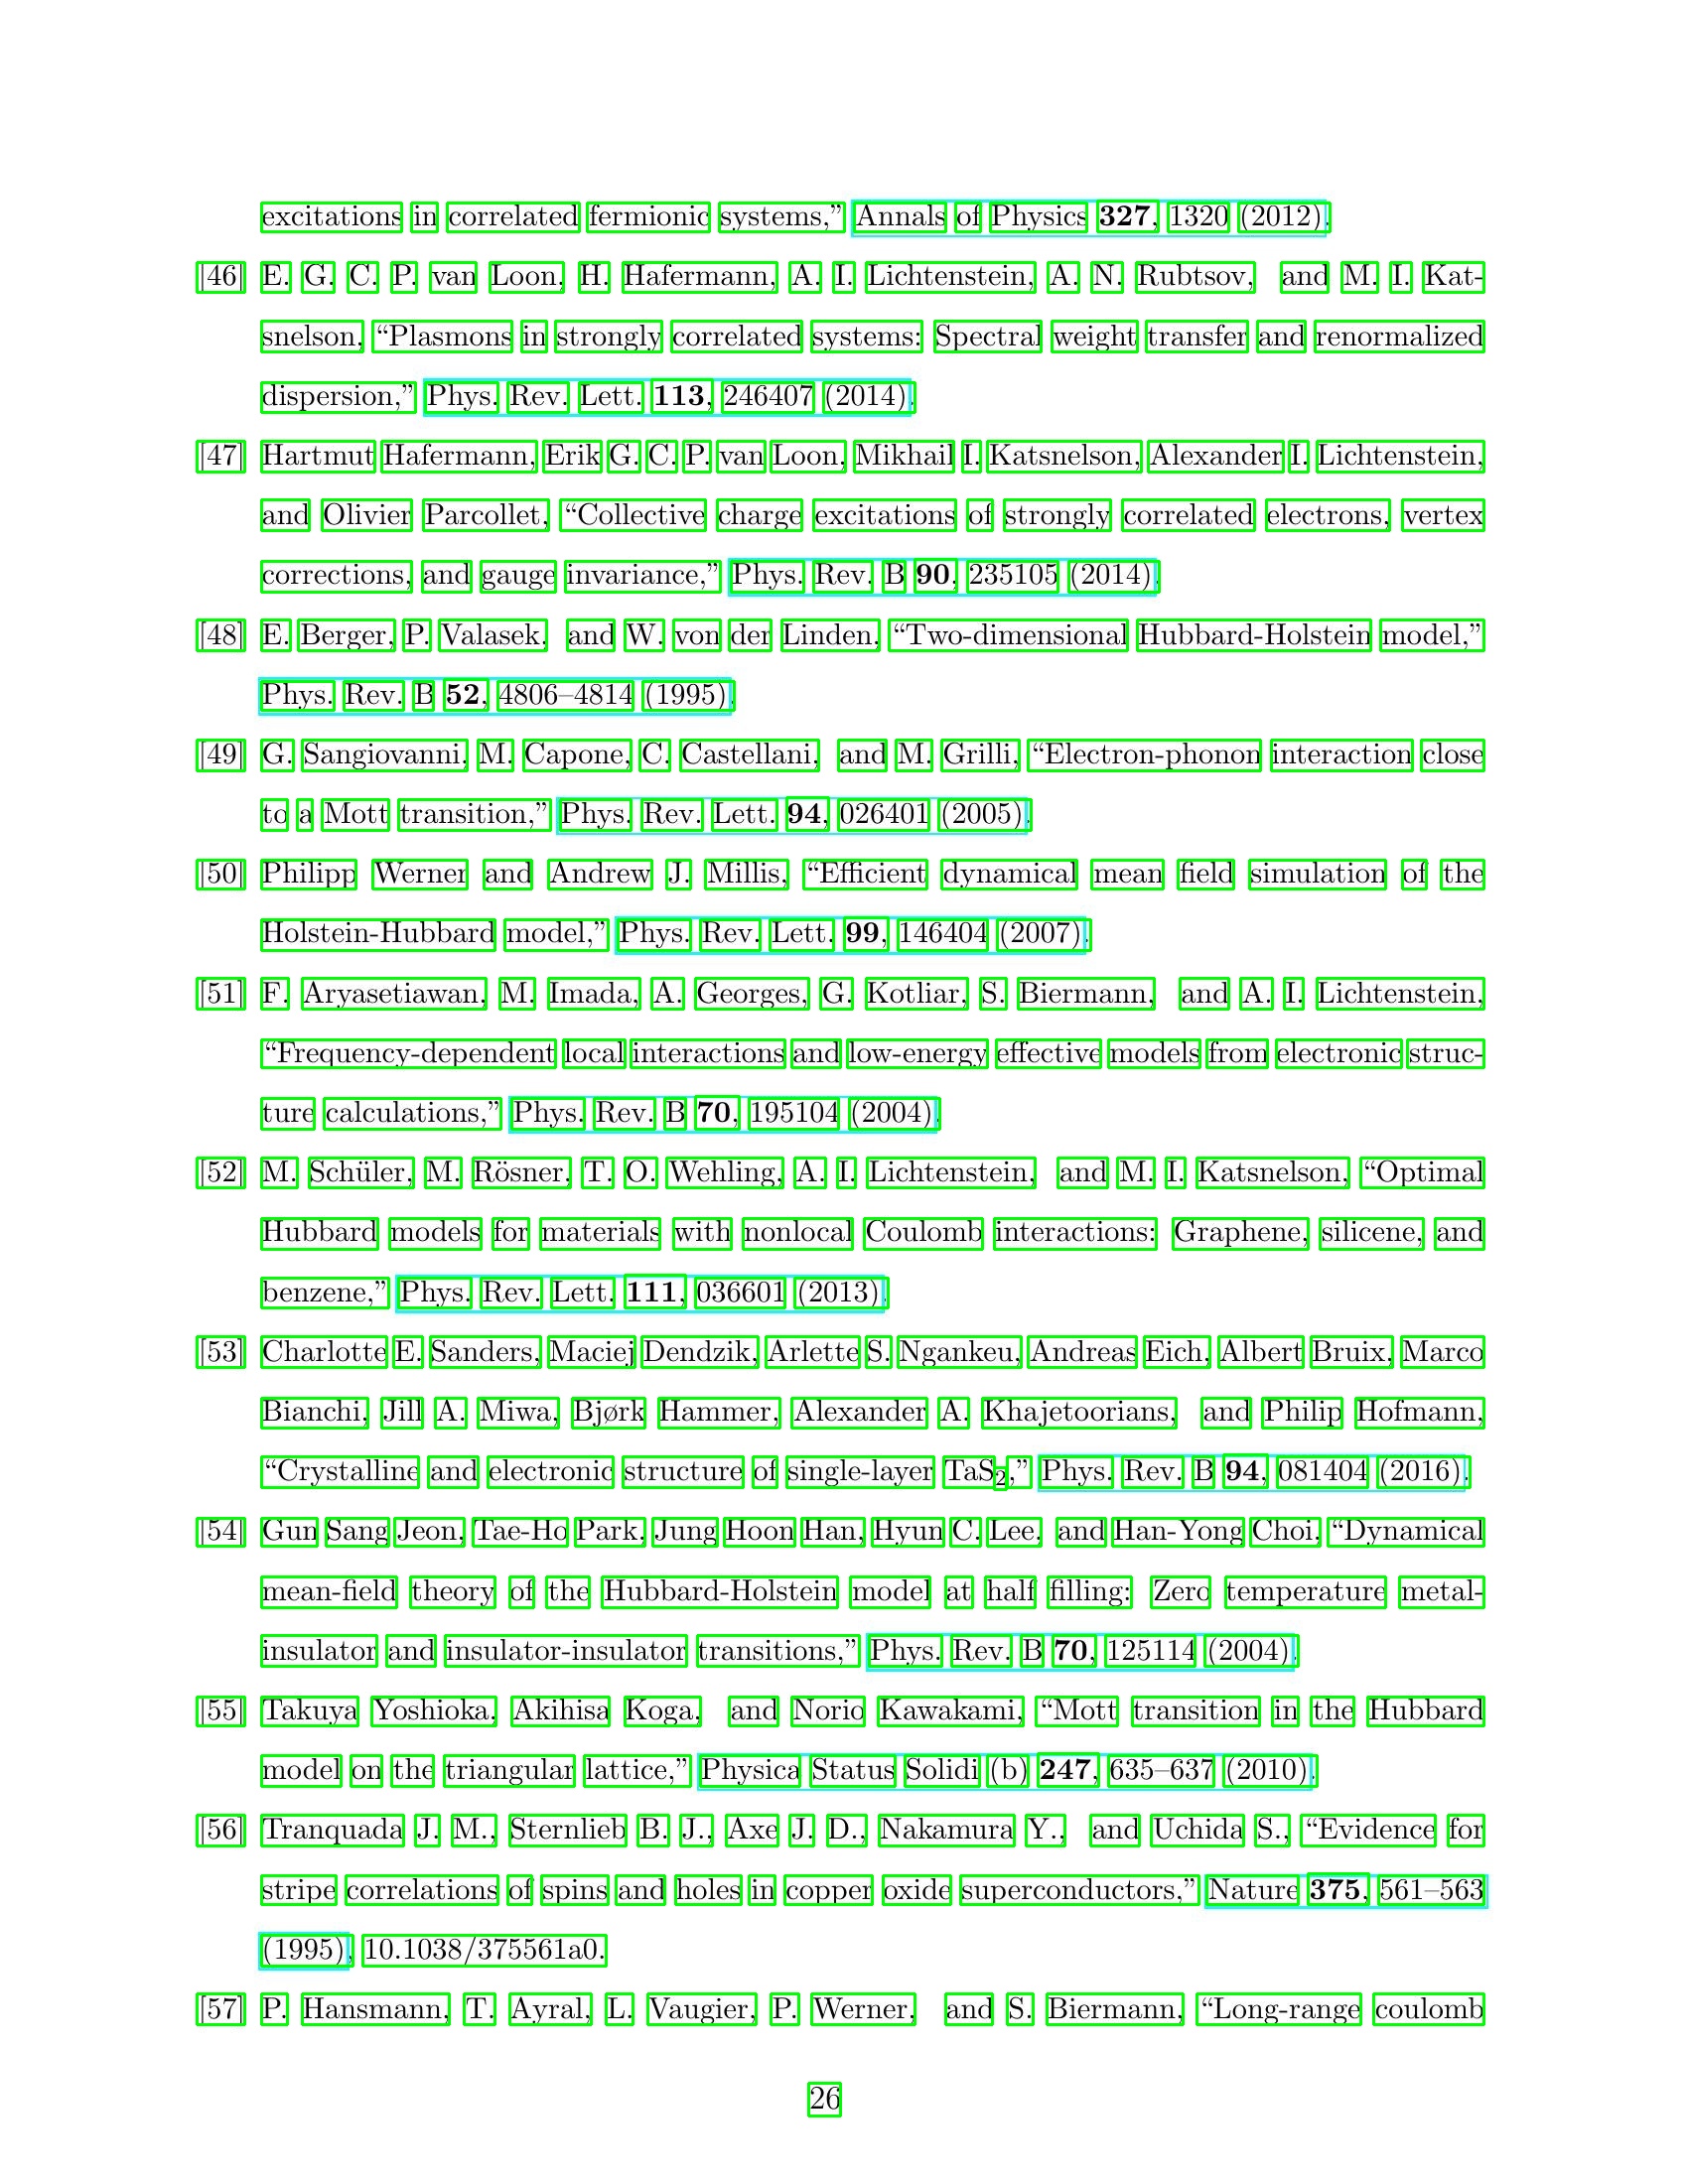 excitations in correlated fermionic systems,” Annals of Physics 327, 1320 (2012).
[46] E. G. C. P. van Loon, H. Hafermann, A. I. Lichtenstein, A. N. Rubtsov, and M. I. Kat-
snelson, “Plasmons in strongly correlated systems: Spectral weight transfer and renormalized
dispersion,” Phys. Rev. Lett. 113, 246407 (2014).
[47] Hartmut Hafermann, Erik G. C. P. van Loon, Mikhail I. Katsnelson, Alexander I. Lichtenstein,
and Olivier Parcollet, “Collective charge excitations of strongly correlated electrons, vertex
corrections, and gauge invariance,” Phys. Rev. B 90, 235105 (2014).
[48] E. Berger, P. Valasek, and W. von der Linden, “Two-dimensional Hubbard-Holstein model,”
Phys. Rev. B 52, 4806–4814 (1995).
[49] G. Sangiovanni, M. Capone, C. Castellani, and M. Grilli, “Electron-phonon interaction close
to a Mott transition,” Phys. Rev. Lett. 94, 026401 (2005).
[50] Philipp Werner and Andrew J. Millis, “Efficient dynamical mean field simulation of the
Holstein-Hubbard model,” Phys. Rev. Lett. 99, 146404 (2007).
[51] F. Aryasetiawan, M. Imada, A. Georges, G. Kotliar, S. Biermann, and A. I. Lichtenstein,
“Frequency-dependent local interactions and low-energy effective models from electronic struc-
ture calculations,” Phys. Rev. B 70, 195104 (2004).
[52] M. Schüler, M. Rösner, T. O. Wehling, A. I. Lichtenstein, and M. I. Katsnelson, “Optimal
Hubbard models for materials with nonlocal Coulomb interactions: Graphene, silicene, and
benzene,” Phys. Rev. Lett. 111, 036601 (2013).
[53] Charlotte E. Sanders, Maciej Dendzik, Arlette S. Ngankeu, Andreas Eich, Albert Bruix, Marco
Bianchi, Jill A. Miwa, Bjørk Hammer, Alexander A. Khajetoorians, and Philip Hofmann,
“Crystalline and electronic structure of single-layer TaS2,” Phys. Rev. B 94, 081404 (2016).
[54] Gun Sang Jeon, Tae-Ho Park, Jung Hoon Han, Hyun C. Lee, and Han-Yong Choi, “Dynamical
mean-field theory of the Hubbard-Holstein model at half filling: Zero temperature metal-
insulator and insulator-insulator transitions,” Phys. Rev. B 70, 125114 (2004).
[55] Takuya Yoshioka, Akihisa Koga, and Norio Kawakami, “Mott transition in the Hubbard
model on the triangular lattice,” Physica Status Solidi (b) 247, 635–637 (2010).
[56] Tranquada J. M., Sternlieb B. J., Axe J. D., Nakamura Y., and Uchida S., “Evidence for
stripe correlations of spins and holes in copper oxide superconductors,” Nature 375, 561–563
(1995), 10.1038/375561a0.
[57] P. Hansmann, T. Ayral, L. Vaugier, P. Werner, and S. Biermann, “Long-range coulomb
26